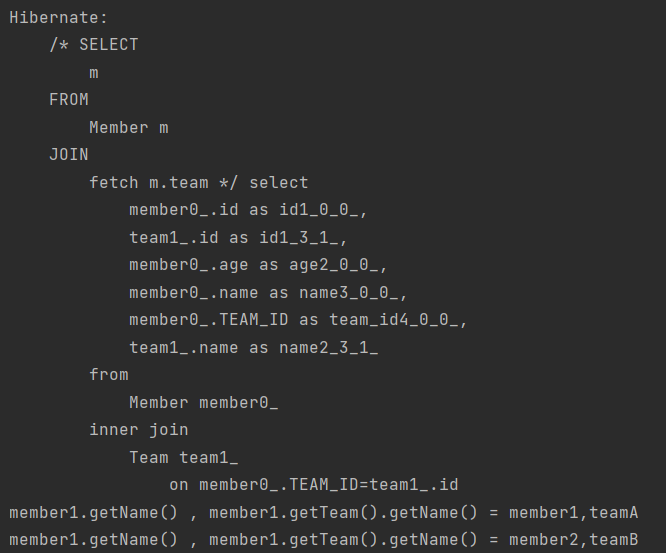 Hibernate:
/* SELECT
m
FROM
Member m
JOIN
fetch m.team */ select
member0_.id as id1_0_0_,
team1_.id as id1_3_1_,
member0_.age as age2_0_0_,
member0_.name as name3_0_0_,
member0_.TEAM_ID as team_id4_0_0_,
team1_.name as name2_3_1_
from
Member member0_
inner join
Team team1_
on member0_.TEAM_ID=team1_.id
member1.getName() , member1.getTeam().getName() = member1,teamA
member1.getName() , member1.getTeam().getName() = member2,teamB